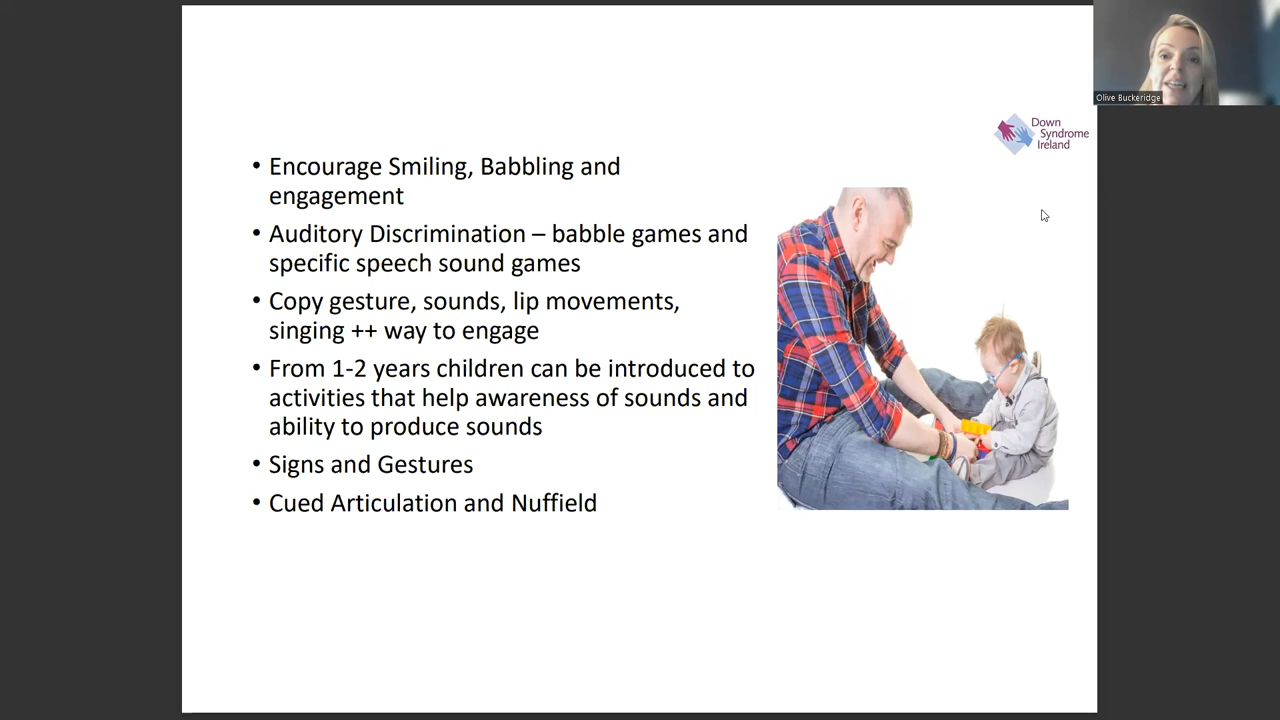 Olive Buckeridge
Down
Syndrome
Ireland
• Encourage Smiling, Babbling and
engagement
• Auditory Discrimination – babble games and
specific speech sound games
• Copy gesture, sounds, lip movements,
singing ++ way to engage
• From 1-2 years children can be introduced to
activities that help awareness of sounds and
ability to produce sounds
• Signs and Gestures
• Cued Articulation and Nuffield